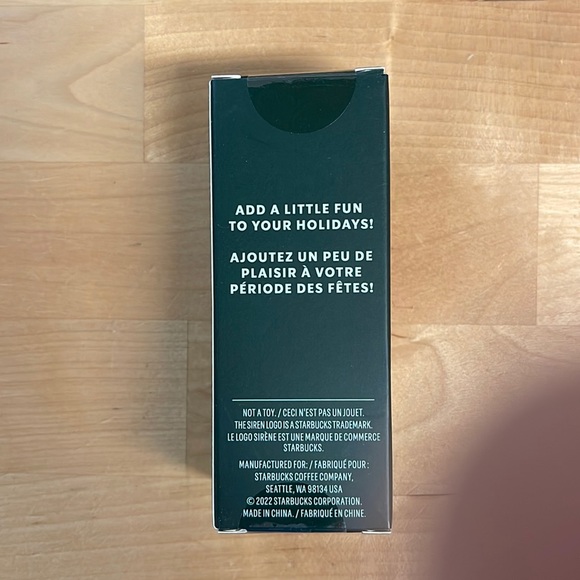 ADD A LITTLE FUN
TO YOUR HOLIDAYS!
AJOUTEZ UN PEU DE
PLAISIR À VOTRE
PÉRIODE DES FÊTES!
NOT A TOY. / CECI N'EST PAS UN JOUET.
THE SIREN LOGO IS A STARBUCKS TRADEMARK.
LE LOGO SIRÈNE EST UNE MARQUE DE COMMERCE
STARBUCKS.
MANUFACTURED FOR: / FABRIQUÉ POUR :
STARBUCKS COFFEE COMPANY,
SEATTLE, WA 98134 USA
© 2022 STARBUCKS CORPORATION.
MADE IN CHINA. / FABRIQUÉ EN CHINE.